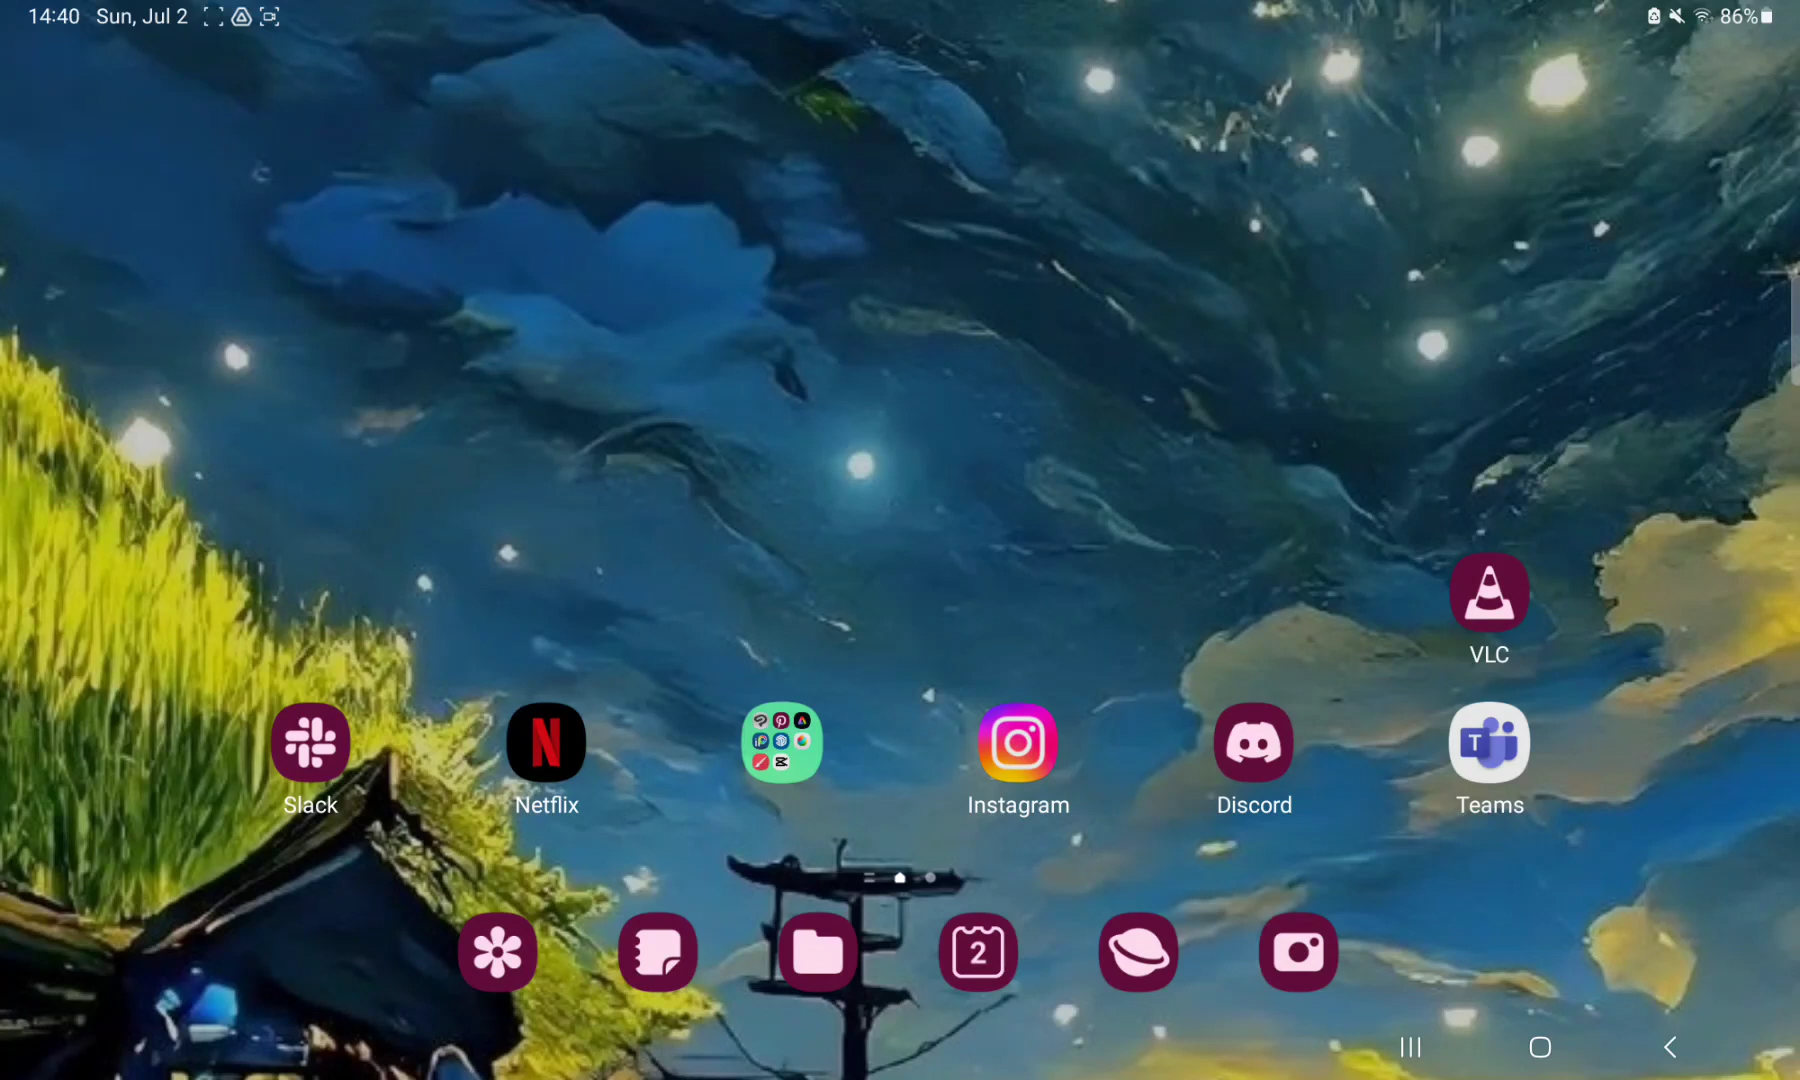 14:40 Sun, Jul 2
86%
VLC
N
T
Slack
Netflix
Instagram
Discord
Teams
2